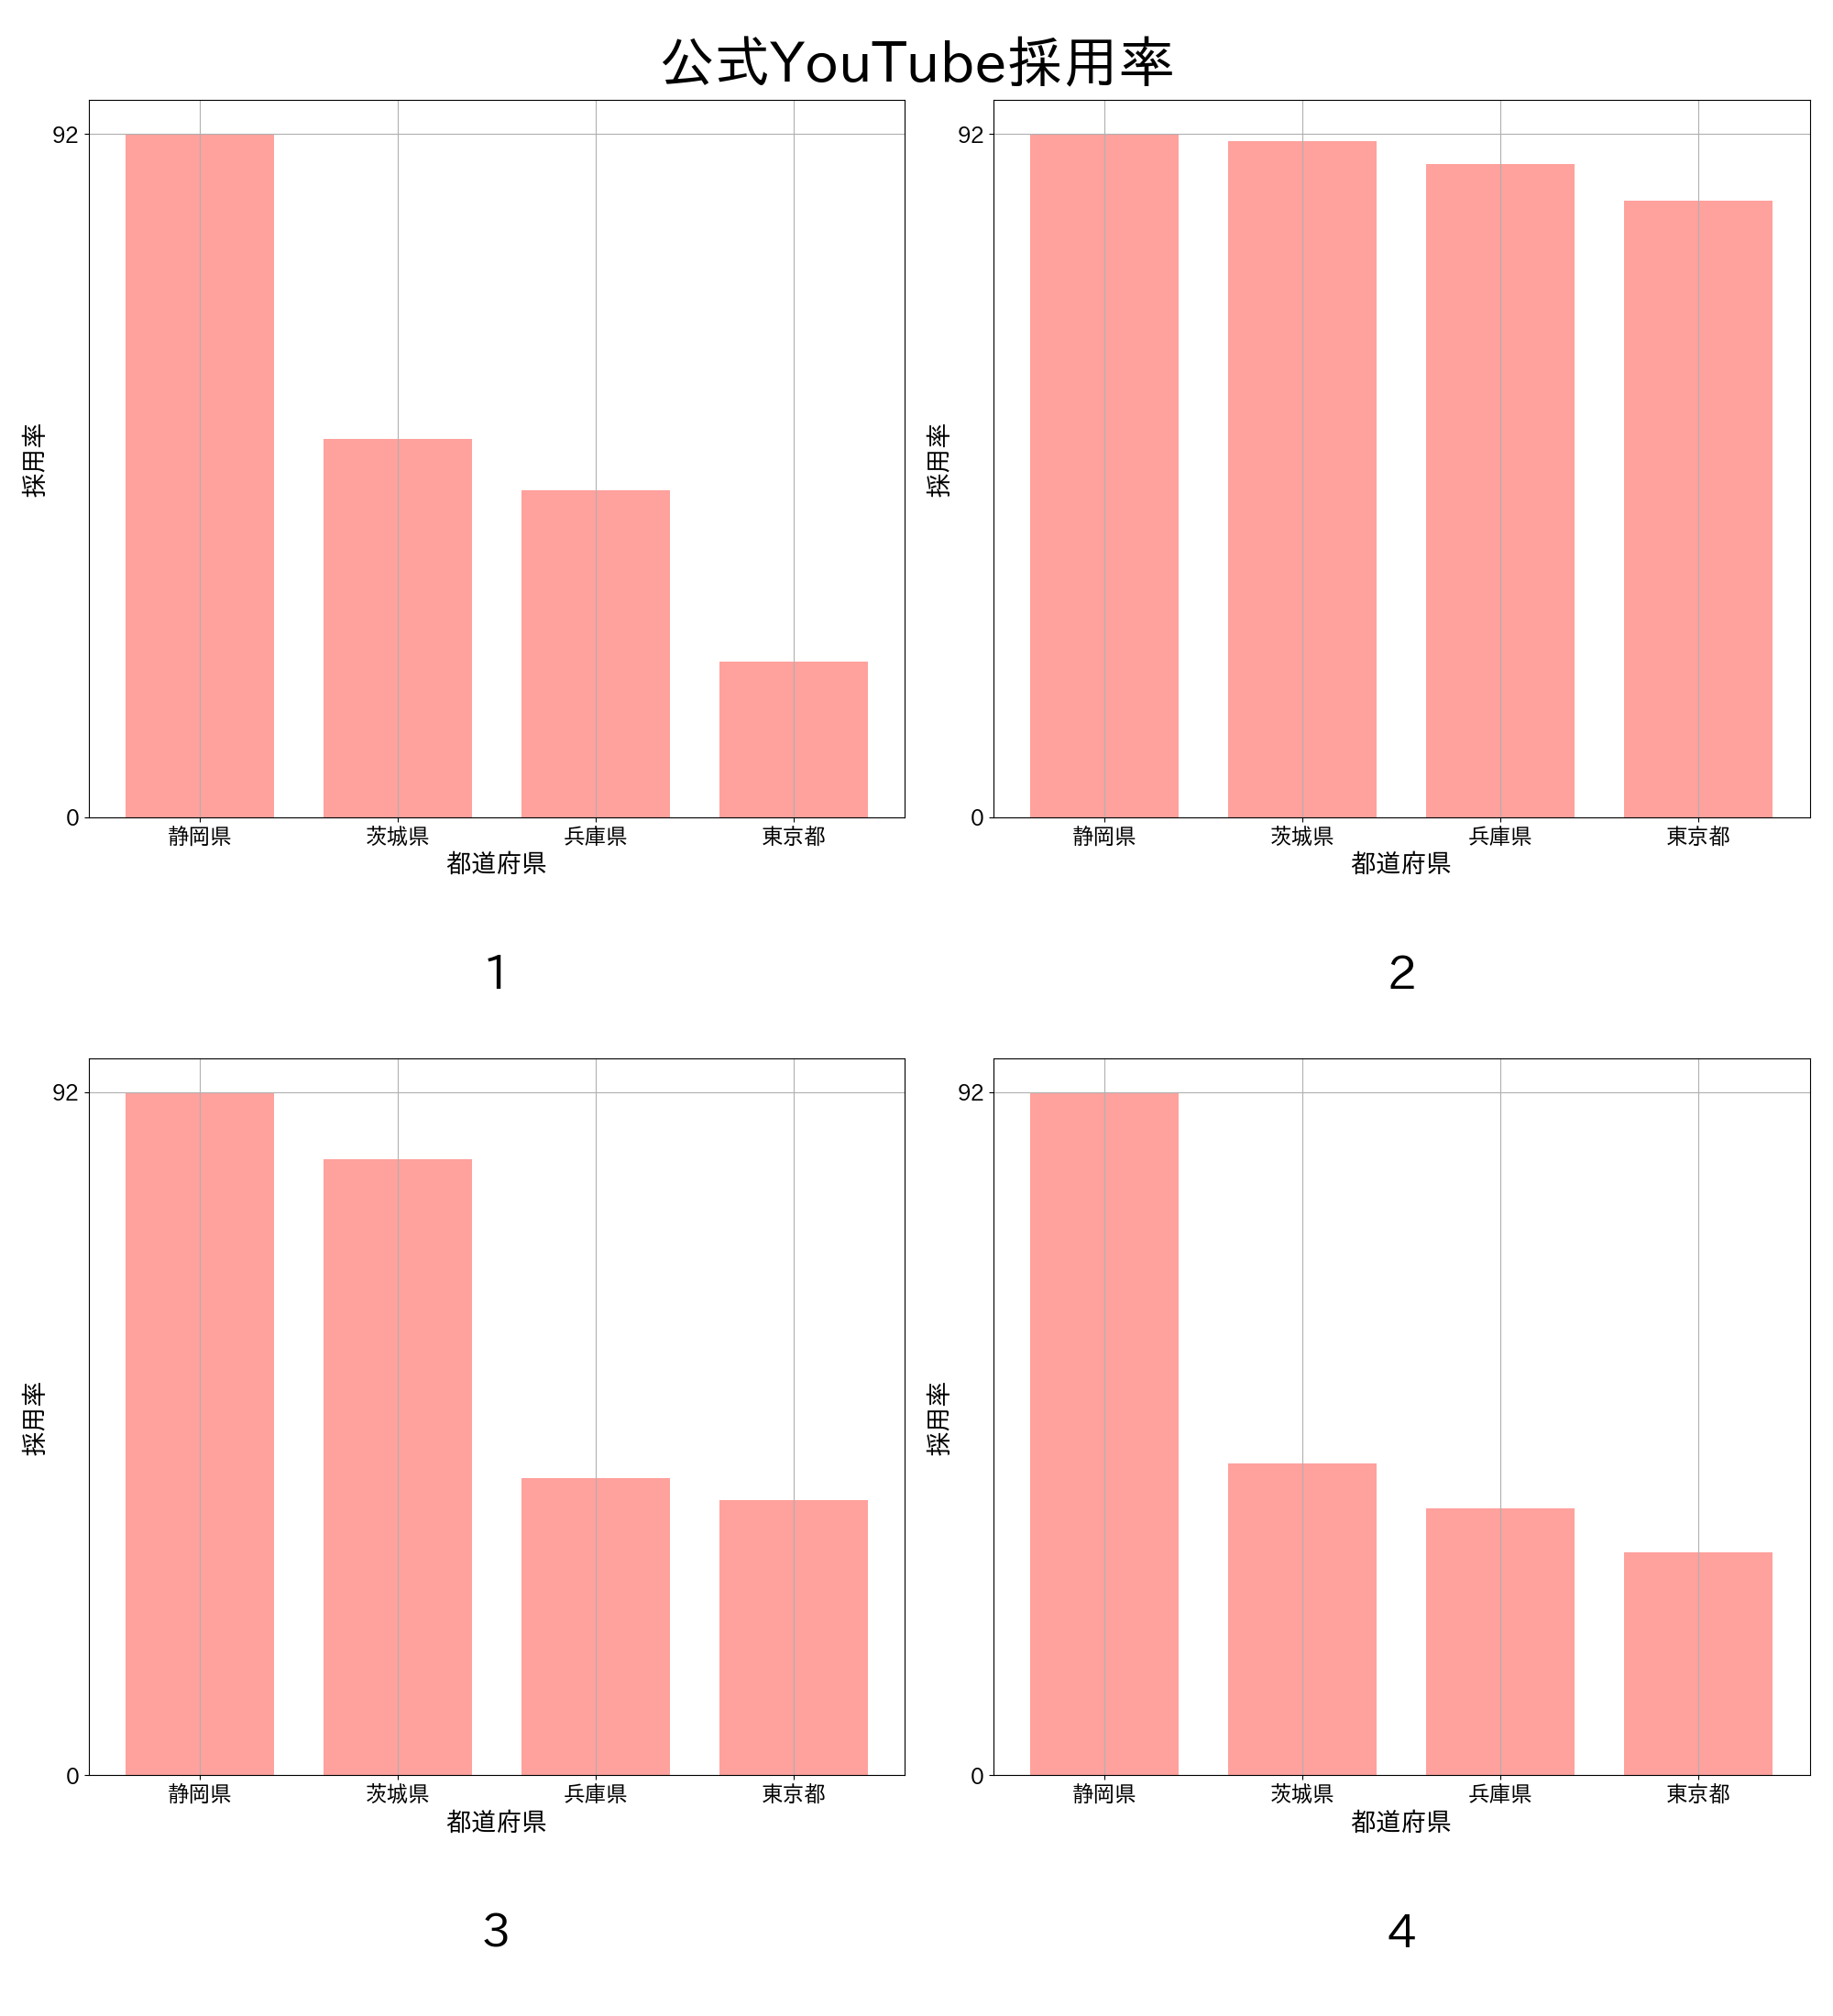 公式YouTube採用率
92
0
採用率
静岡県 茨城県 兵庫県 東京都
都道府県
1
92
0
採用率
静岡県 茨城県 兵庫県 東京都
都道府県
2
92
0
採用率
静岡県 茨城県 兵庫県 東京都
都道府県
3
92
0
採用率
静岡県 茨城県 兵庫県 東京都
都道府県
4